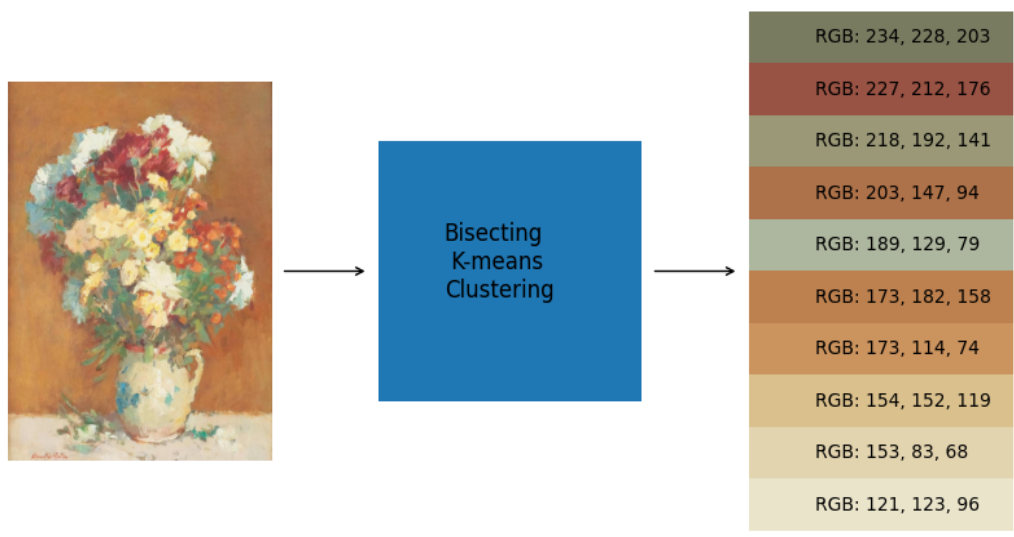 Bisecting
K-means
Clustering
RGB: 234, 228, 203
RGB: 227, 212, 176
RGB: 218, 192, 141
RGB: 203, 147, 94
RGB: 189, 129, 79
RGB: 173, 182, 158
RGB: 173, 114, 74
RGB: 154, 152, 119
RGB: 153, 83, 68
RGB: 121, 123, 96